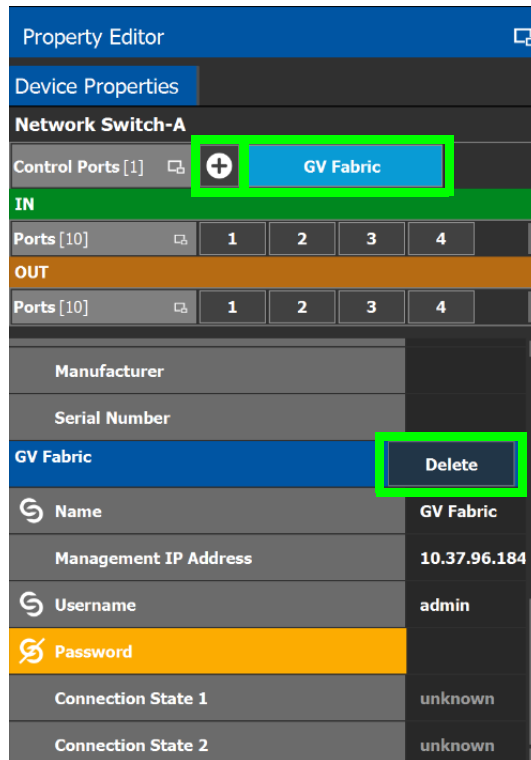 Property Editor
Device Properties
Network Switch-A
Control Ports [1] GV Fabric
IN
Ports [10] 1 2 3 4
OUT
Ports [10] 1 2 3 4
Manufacturer
Serial Number
GV Fabric Delete
Name GV Fabric
Management IP Address 10.37.96.184
Username admin
Password
Connection State 1 unknown
Connection State 2 unknown